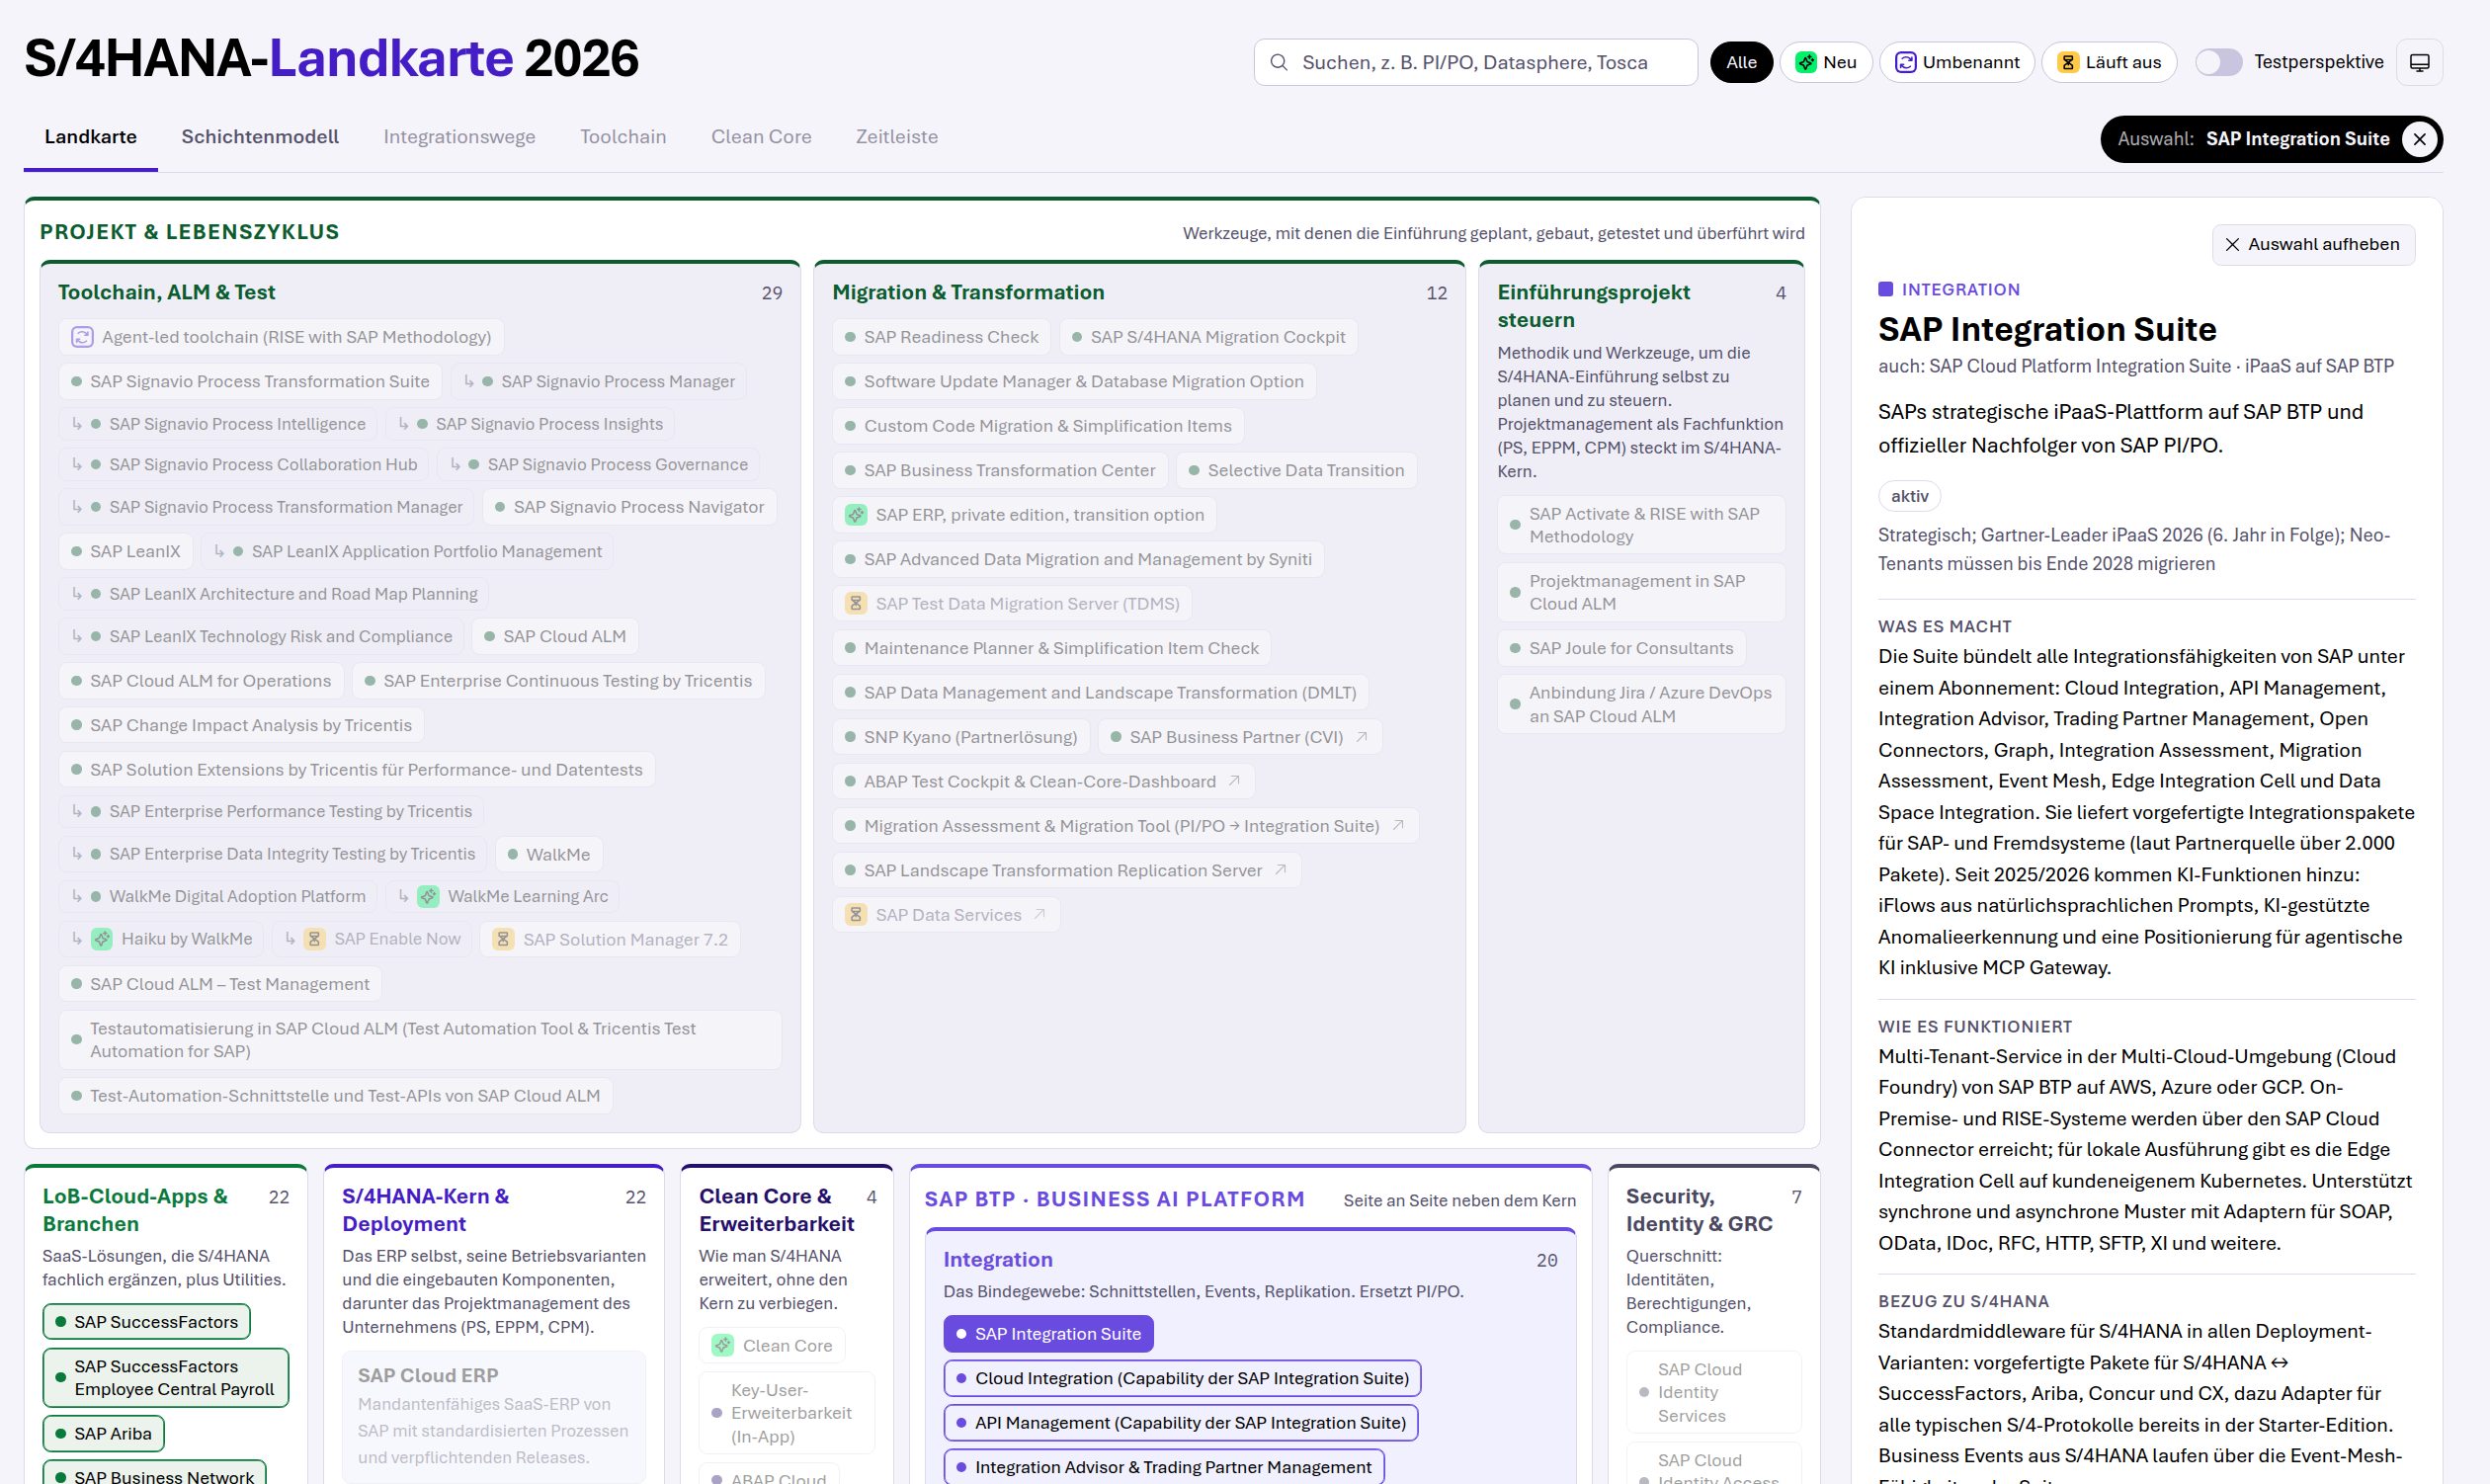 S/4HANA-Landkarte 2026
Suchen, z. B. PI/PO, Datasphere, Tosca
Alle
Neu
Umbenannt
Läuft aus
Testperspektive
Landkarte
Schichtenmodell
Integrationswege
Toolchain
Clean Core
Zeitleiste
Auswahl: SAP Integration Suite
PROJEKT & LEBENSZYKLUS
Werkzeuge, mit denen die Einführung geplant, gebaut, getestet und überführt wird
Toolchain, ALM & Test 29
Agent-led toolchain (RISE with SAP Methodology)
SAP Signavio Process Transformation Suite
SAP Signavio Process Manager
SAP Signavio Process Intelligence
SAP Signavio Process Insights
SAP Signavio Process Collaboration Hub
SAP Signavio Process Governance
SAP Signavio Process Transformation Manager
SAP Signavio Process Navigator
SAP LeanIX
SAP LeanIX Application Portfolio Management
SAP LeanIX Architecture and Road Map Planning
SAP LeanIX Technology Risk and Compliance
SAP Cloud ALM
SAP Cloud ALM for Operations
SAP Enterprise Continuous Testing by Tricentis
SAP Change Impact Analysis by Tricentis
SAP Solution Extensions by Tricentis für Performance- und Datentests
SAP Enterprise Performance Testing by Tricentis
SAP Enterprise Data Integrity Testing by Tricentis
WalkMe
WalkMe Digital Adoption Platform
WalkMe Learning Arc
Haiku by WalkMe
SAP Enable Now
SAP Solution Manager 7.2
SAP Cloud ALM – Test Management
Testautomatisierung in SAP Cloud ALM (Test Automation Tool & Tricentis Test
Automation for SAP)
Test-Automation-Schnittstelle und Test-APIs von SAP Cloud ALM
Migration & Transformation 12
SAP Readiness Check
SAP S/4HANA Migration Cockpit
Software Update Manager & Database Migration Option
Custom Code Migration & Simplification Items
SAP Business Transformation Center
Selective Data Transition
SAP ERP, private edition, transition option
SAP Advanced Data Migration and Management by Syniti
SAP Test Data Migration Server (TDMS)
Maintenance Planner & Simplification Item Check
SAP Data Management and Landscape Transformation (DMLT)
SNP Kyano (Partnerlösung)
SAP Business Partner (CVI) ↗
ABAP Test Cockpit & Clean-Core-Dashboard ↗
Migration Assessment & Migration Tool (PI/PO → Integration Suite) ↗
SAP Landscape Transformation Replication Server ↗
SAP Data Services ↗
Einführungsprojekt 4
steuern
Methodik und Werkzeuge, um die
S/4HANA-Einführung selbst zu
planen und zu steuern.
Projektmanagement als Fachfunktion
(PS, EPPM, CPM) steckt im S/4HANA-
Kern.
SAP Activate & RISE with SAP
Methodology
Projektmanagement in SAP
Cloud ALM
SAP Joule for Consultants
Anbindung Jira / Azure DevOps
an SAP Cloud ALM
LoB-Cloud-Apps & 22
Branchen
SaaS-Lösungen, die S/4HANA
fachlich ergänzen, plus Utilities.
SAP SuccessFactors
SAP SuccessFactors
Employee Central Payroll
SAP Ariba
SAP Business Network
S/4HANA-Kern & 22
Deployment
Das ERP selbst, seine Betriebsvarianten
und die eingebauten Komponenten,
darunter das Projektmanagement des
Unternehmens (PS, EPPM, CPM).
SAP Cloud ERP
Mandantenfähiges SaaS-ERP von
SAP mit standardisierten Prozessen
und verpflichtenden Releases.
Clean Core & 4
Erweiterbarkeit
Wie man S/4HANA
erweitert, ohne den
Kern zu verbiegen.
Clean Core
Key-User-
Erweiterbarkeit
(In-App)
ABAP Cloud
SAP BTP · BUSINESS AI PLATFORM
Seite an Seite neben dem Kern
Integration 20
Das Bindegewebe: Schnittstellen, Events, Replikation. Ersetzt PI/PO.
SAP Integration Suite
Cloud Integration (Capability der SAP Integration Suite)
API Management (Capability der SAP Integration Suite)
Integration Advisor & Trading Partner Management
Security, 7
Identity & GRC
Querschnitt:
Identitäten,
Berechtigungen,
Compliance.
SAP Cloud
Identity
Services
SAP Cloud
Identity Access
Auswahl aufheben
INTEGRATION
SAP Integration Suite
auch: SAP Cloud Platform Integration Suite · iPaaS auf SAP BTP
SAPs strategische iPaaS-Plattform auf SAP BTP und
offizieller Nachfolger von SAP PI/PO.
aktiv
Strategisch; Gartner-Leader iPaaS 2026 (6. Jahr in Folge); Neo-
Tenants müssen bis Ende 2028 migrieren
WAS ES MACHT
Die Suite bündelt alle Integrationsfähigkeiten von SAP unter
einem Abonnement: Cloud Integration, API Management,
Integration Advisor, Trading Partner Management, Open
Connectors, Graph, Integration Assessment, Migration
Assessment, Event Mesh, Edge Integration Cell und Data
Space Integration. Sie liefert vorgefertigte Integrationspakete
für SAP- und Fremdsysteme (laut Partnerquelle über 2.000
Pakete). Seit 2025/2026 kommen KI-Funktionen hinzu:
iFlows aus natürlichsprachlichen Prompts, KI-gestützte
Anomalieerkennung und eine Positionierung für agentische
KI inklusive MCP Gateway.
WIE ES FUNKTIONIERT
Multi-Tenant-Service in der Multi-Cloud-Umgebung (Cloud
Foundry) von SAP BTP auf AWS, Azure oder GCP. On-
Premise- und RISE-Systeme werden über den SAP Cloud
Connector erreicht; für lokale Ausführung gibt es die Edge
Integration Cell auf kundeneigenem Kubernetes. Unterstützt
synchrone und asynchrone Muster mit Adaptern für SOAP,
OData, IDoc, RFC, HTTP, SFTP, XI und weitere.
BEZUG ZU S/4HANA
Standardmiddleware für S/4HANA in allen Deployment-
Varianten: vorgefertigte Pakete für S/4HANA ↔
SuccessFactors, Ariba, Concur und CX, dazu Adapter für
alle typischen S/4-Protokolle bereits in der Starter-Edition.
Business Events aus S/4HANA laufen über die Event-Mesh-